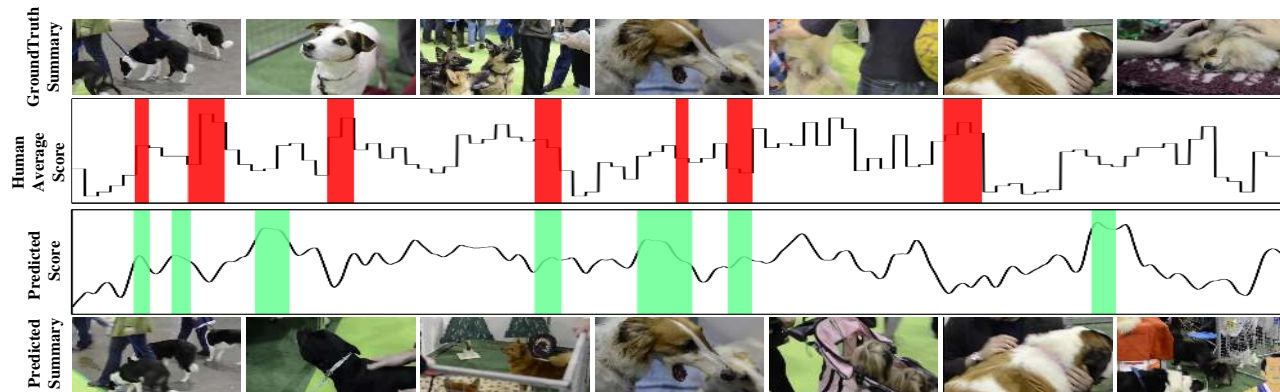 GroundTruth
Summary
Human
Average
Score
Predicted
Score
Predicted
Summary